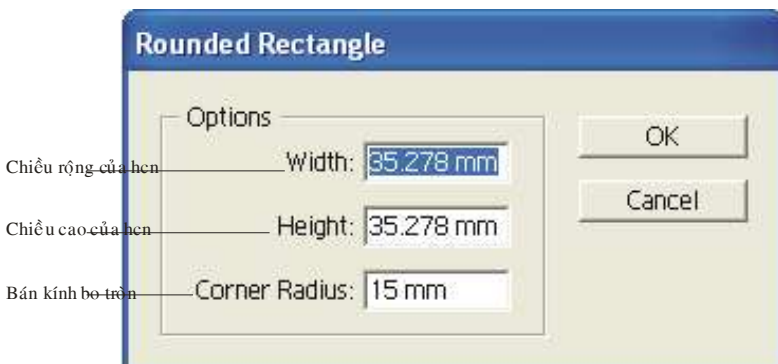 Rounded Rectangle
Options
Chiều rộng của hcn Width: 35.278 mm OK
Chiều cao của hcn Height: 35.278 mm Cancel
Bán kính bo tròn Corner Radius: 15 mm